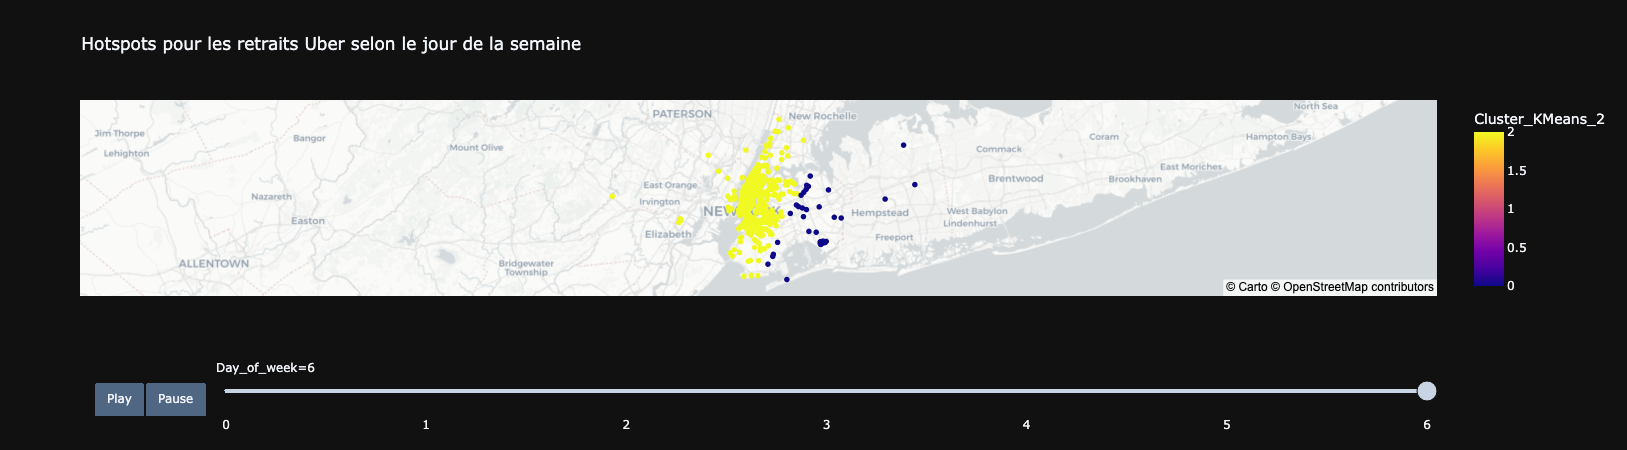 Hotspots pour les retraits Uber selon le jour de la semaine
North Sea
PATERSON
New Rochelle
Cluster_KMeans_2
Jim Thorpe
Bangor
Coram
Hampton Bays
Lehighton
Mount Olive
Commack
East Moriches
Brentwood
Brookhaven
East Orange
Nazareth
Irvington
NEW YORK
Hempstead
West Babylon
Easton
Lindenhurst
Elizabeth
Freeport
ALLENTOWN
Bridgewater
Township
© Carto © OpenStreetMap contributors
2
1.5
1
0.5
0
Day_of_week=6
Play
Pause
0
1
2
3
4
5
6